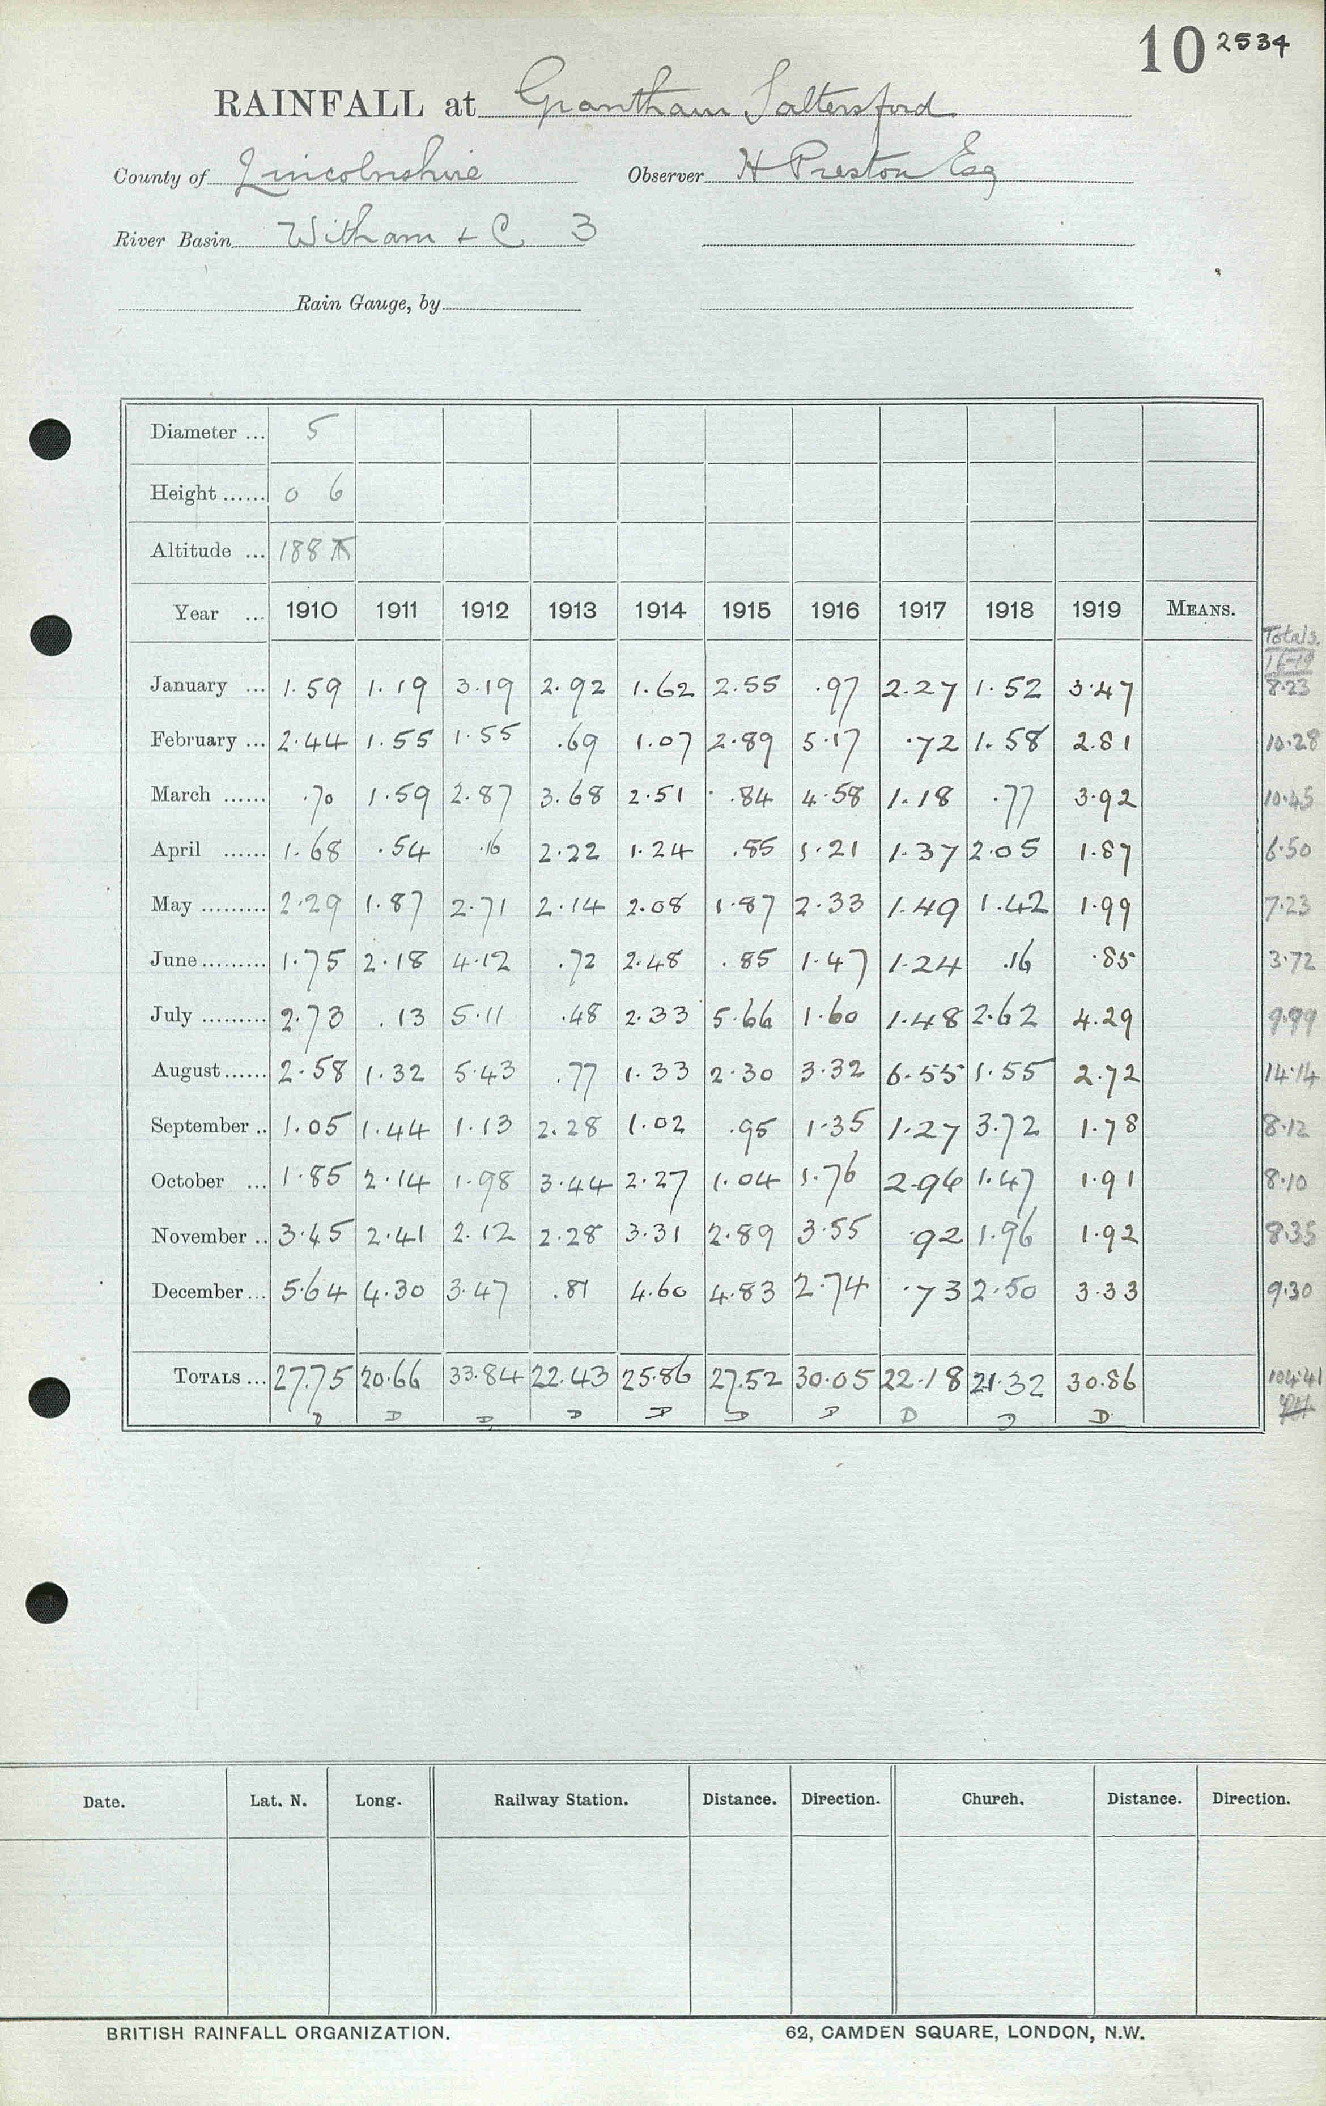 10 2534
RAINFALL at Grantham Saltersford
County of Lincolnshire Observer H Preston Esq
River Basin Witham + C 3
Rain Gauge, by
Diameter ... 5
Height ...... 0 6
Altitude ... 188
Year ... 1910 1911 1912 1913 1914 1915 1916 1917 1918 1919 MEANS.
Totals.
16-19
January ... 1.59 1.19 3.19 2.92 1.62 2.55 .97 2.27 1.52 3.47 8.23
February ... 2.44 1.55 1.55 .69 1.07 2.89 5.17 .72 1.58 2.81 10.28
March ...... .70 1.59 2.87 3.68 2.51 .84 4.58 1.18 .77 3.92 10.45
April ...... 1.68 .54 .16 2.22 1.24 .85 1.21 1.37 2.05 1.87 6.50
May ......... 2.29 1.87 2.71 2.14 2.08 1.87 2.33 1.49 1.42 1.99 7.23
June ......... 1.75 2.18 4.12 .72 2.48 .85 1.47 1.24 .16 .85 3.72
July ......... 2.73 .13 5.11 .48 2.33 5.66 1.60 1.48 2.62 4.29 9.99
August ...... 2.58 1.32 5.43 .77 1.33 2.30 3.32 6.55 1.55 2.72 14.14
September .. 1.05 1.44 1.13 2.28 1.02 .95 1.35 1.27 3.72 1.78 8.12
October ... 1.85 2.14 1.98 3.44 2.27 1.04 1.76 2.96 1.47 1.91 8.10
November .. 3.45 2.41 2.12 2.28 3.31 2.89 3.55 .92 1.96 1.92 8.35
December ... 5.64 4.30 3.47 .81 4.60 4.83 2.74 .73 2.50 3.33 9.30
TOTALS ... 27.75 20.66 33.84 22.43 25.86 27.52 30.05 22.18 21.32 30.86 104.41
D D D D D D D D D D
Date. Lat. N. Long. Railway Station. Distance. Direction. Church. Distance. Direction.
BRITISH RAINFALL ORGANIZATION. 62, CAMDEN SQUARE, LONDON, N.W.